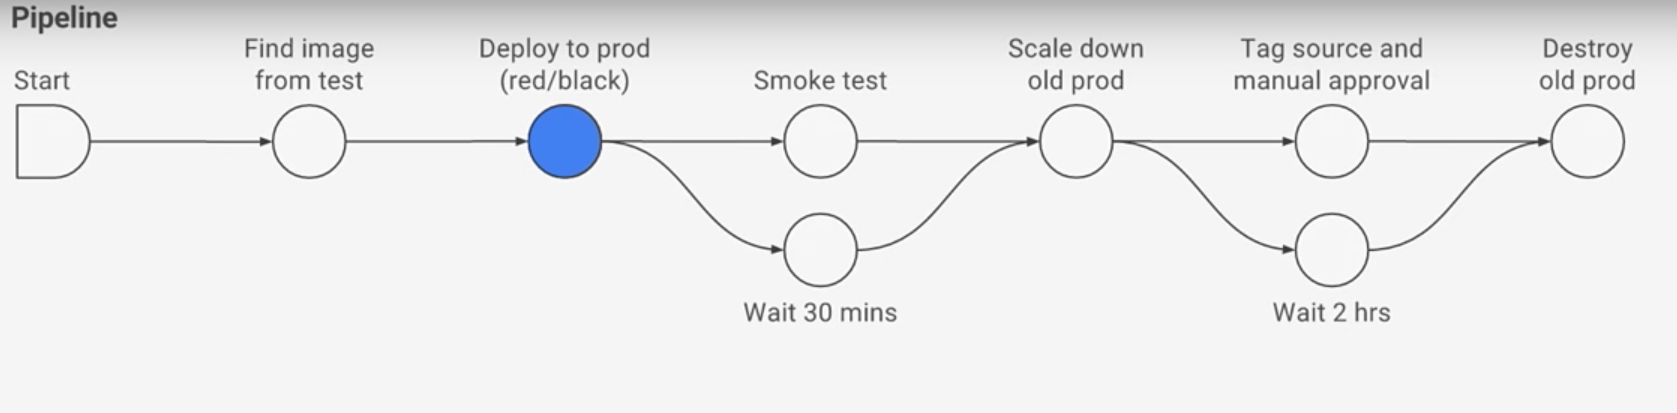 Pipeline
Start
Find image
from test
Deploy to prod
(red/black)
Smoke test
Wait 30 mins
Scale down
old prod
Tag source and
manual approval
Wait 2 hrs
Destroy
old prod